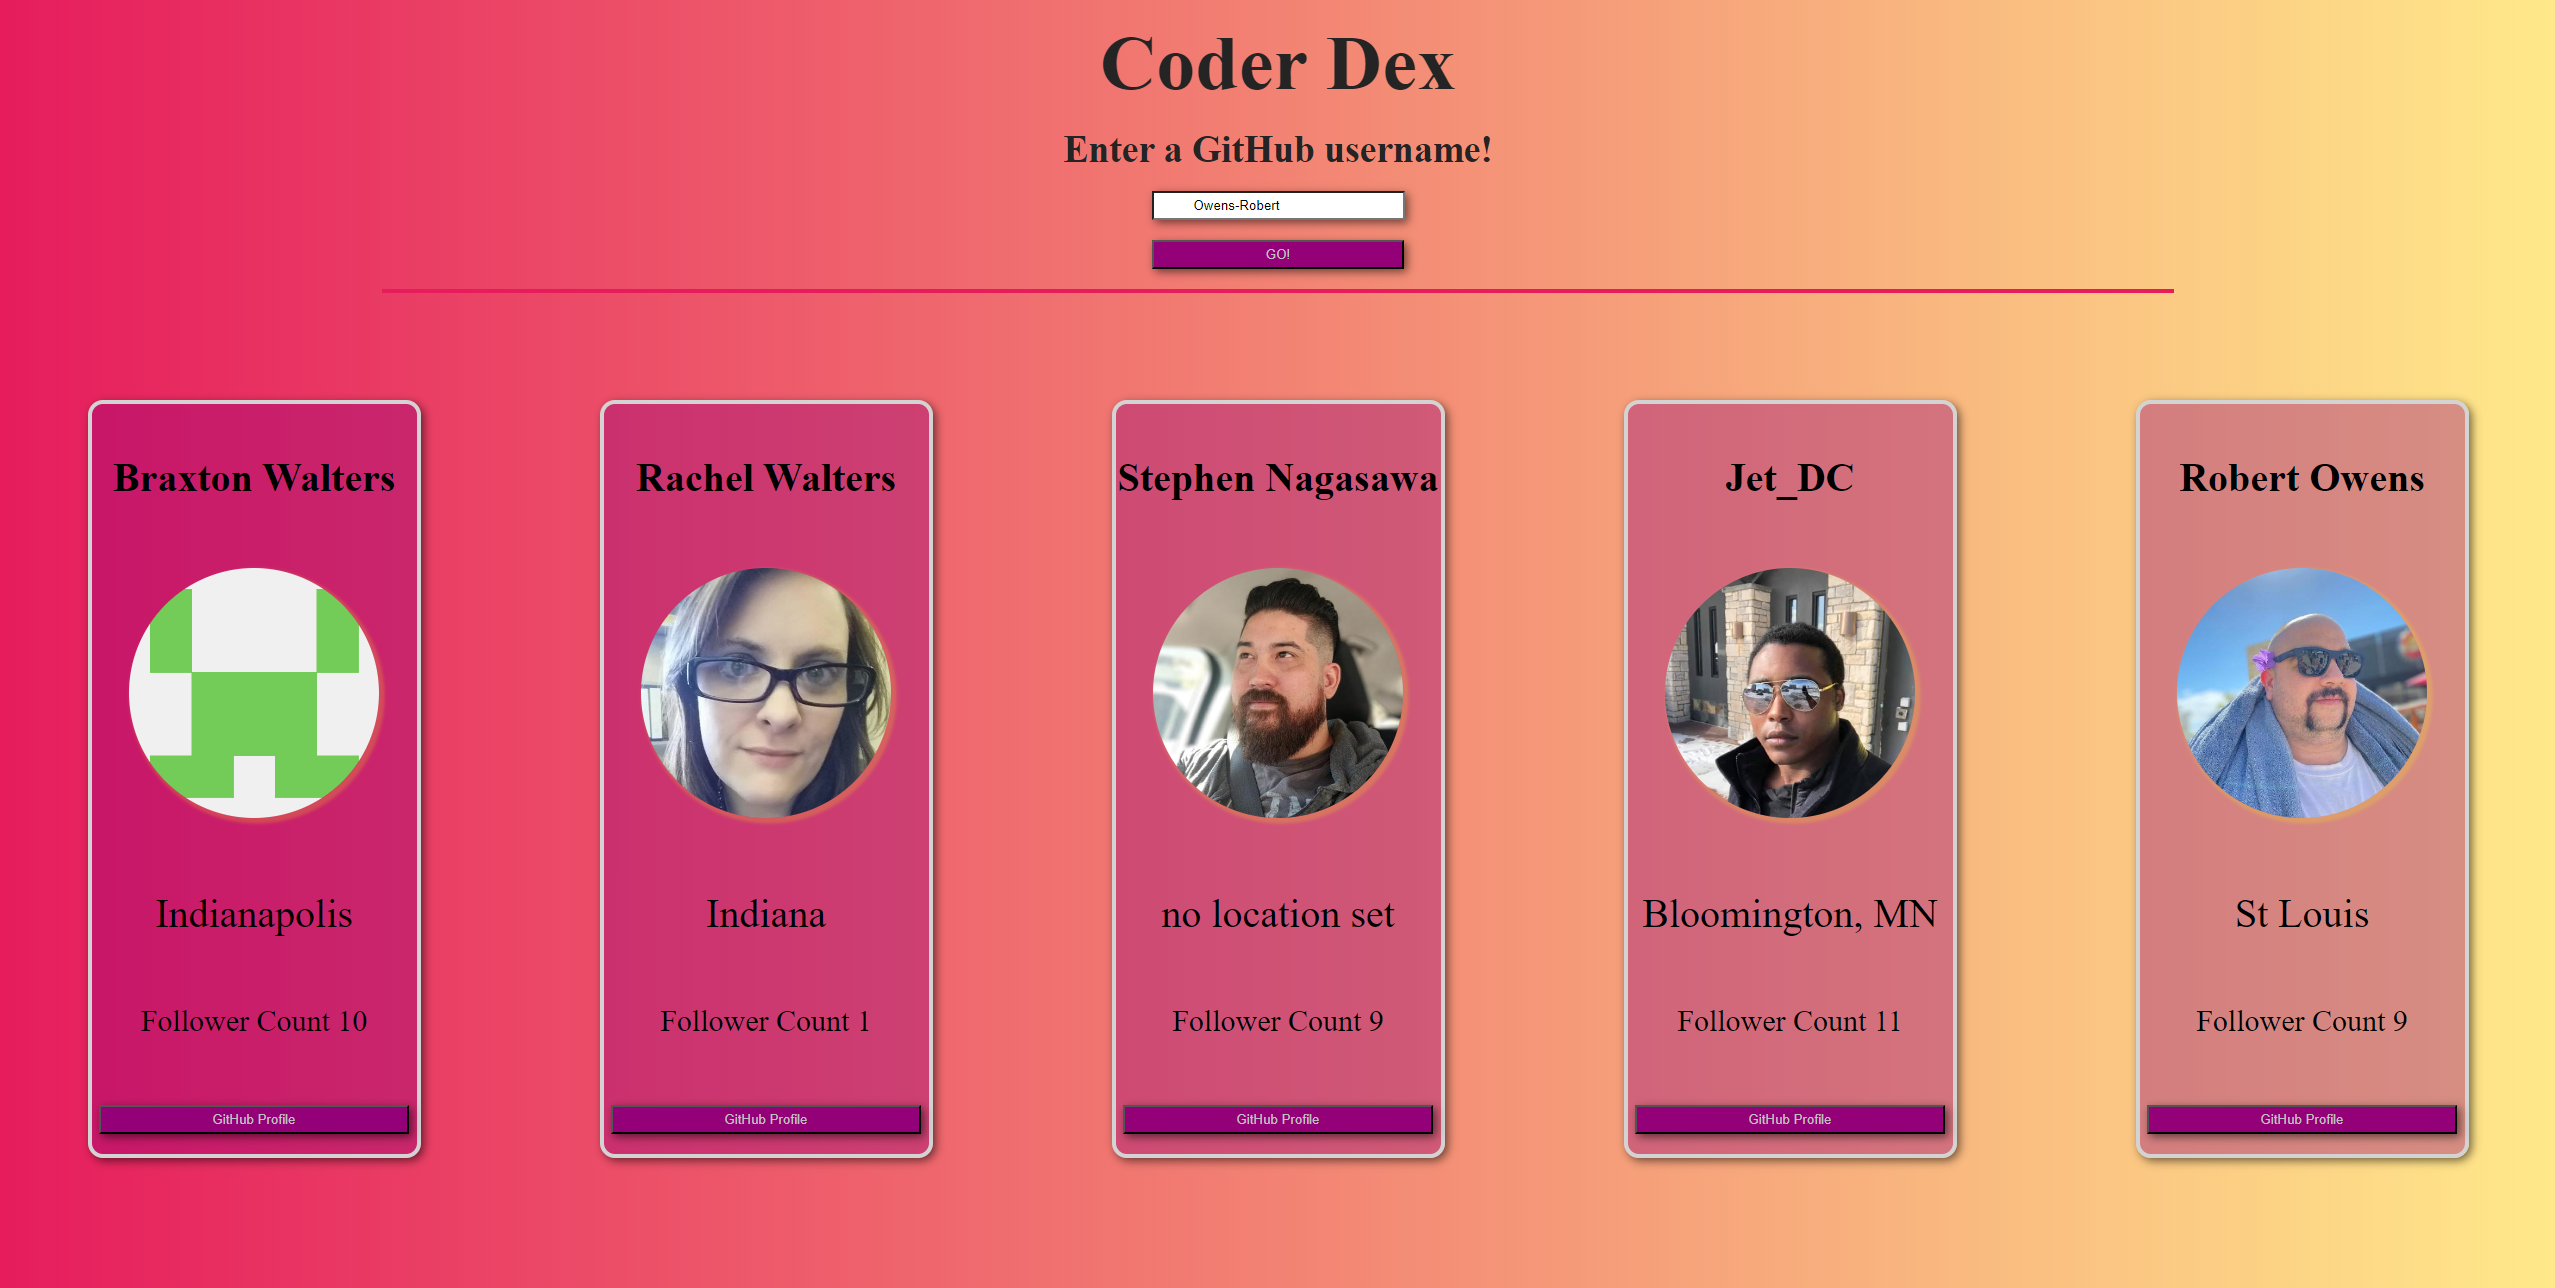 Coder Dex
Enter a GitHub username!
Owens-Robert
GO!
Braxton Walters
Indianapolis
Follower Count 10
GitHub Profile
Rachel Walters
Indiana
Follower Count 1
GitHub Profile
Stephen Nagasawa
no location set
Follower Count 9
GitHub Profile
Jet_DC
Bloomington, MN
Follower Count 11
GitHub Profile
Robert Owens
St Louis
Follower Count 9
GitHub Profile